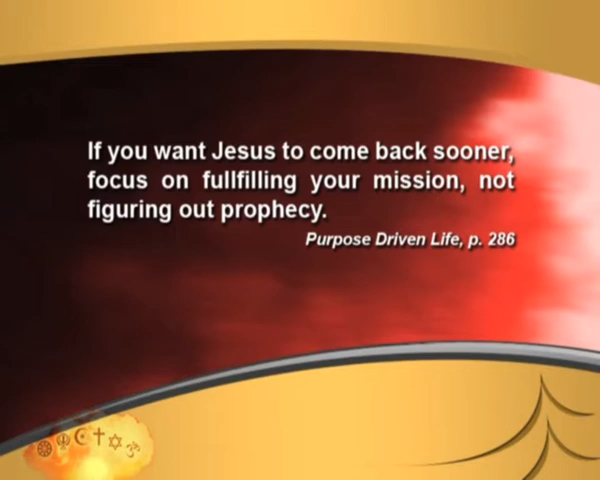 If you want Jesus to come back sooner,
focus on fullfilling your mission, not
figuring out prophecy.
Purpose Driven Life, p. 286